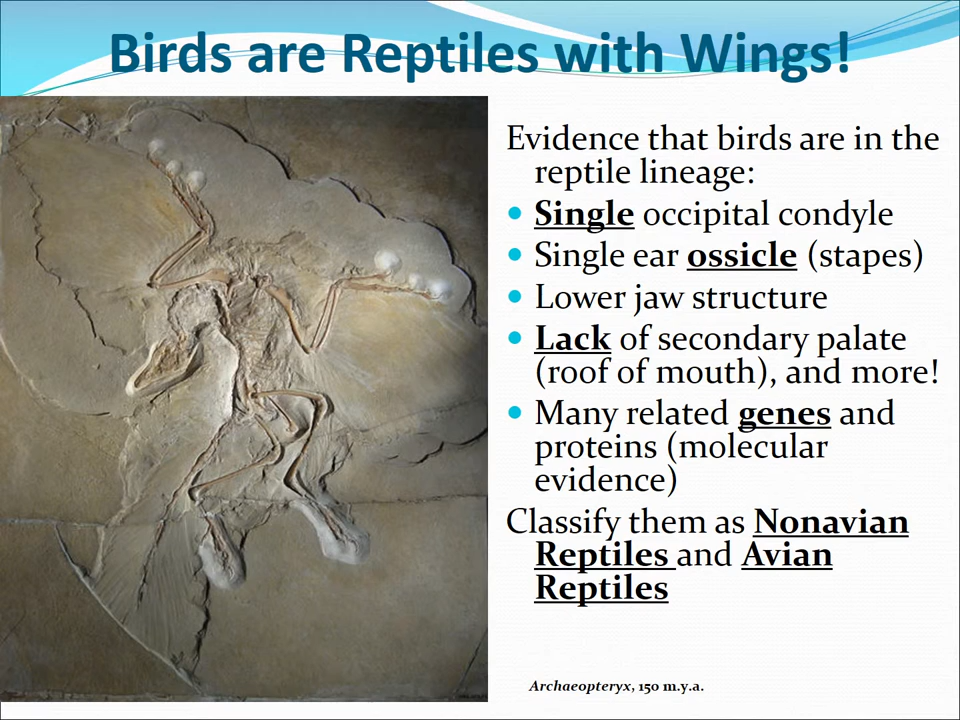 Birds are Reptiles with Wings!
Evidence that birds are in the
reptile lineage:
• Single occipital condyle
• Single ear ossicle (stapes)
• Lower jaw structure
• Lack of secondary palate
(roof of mouth), and more!
• Many related genes and
proteins (molecular
evidence)
Classify them as Nonavian
Reptiles and Avian
Reptiles
Archaeopteryx, 150 m.y.a.